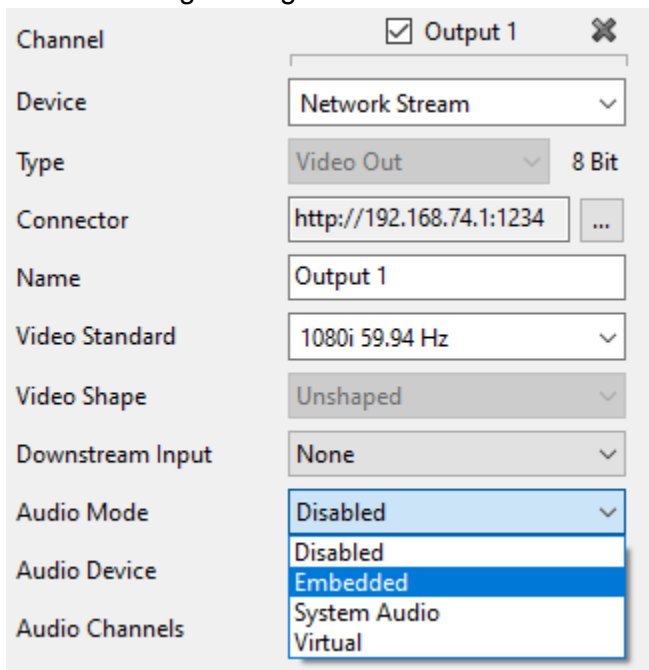 Channel Output 1
Device Network Stream
Type Video Out 8 Bit
Connector http://192.168.74.1:1234 ...
Name Output 1
Video Standard 1080i 59.94 Hz
Video Shape Unshaped
Downstream Input None
Audio Mode Disabled
Disabled
Audio Device Embedded
System Audio
Audio Channels Virtual